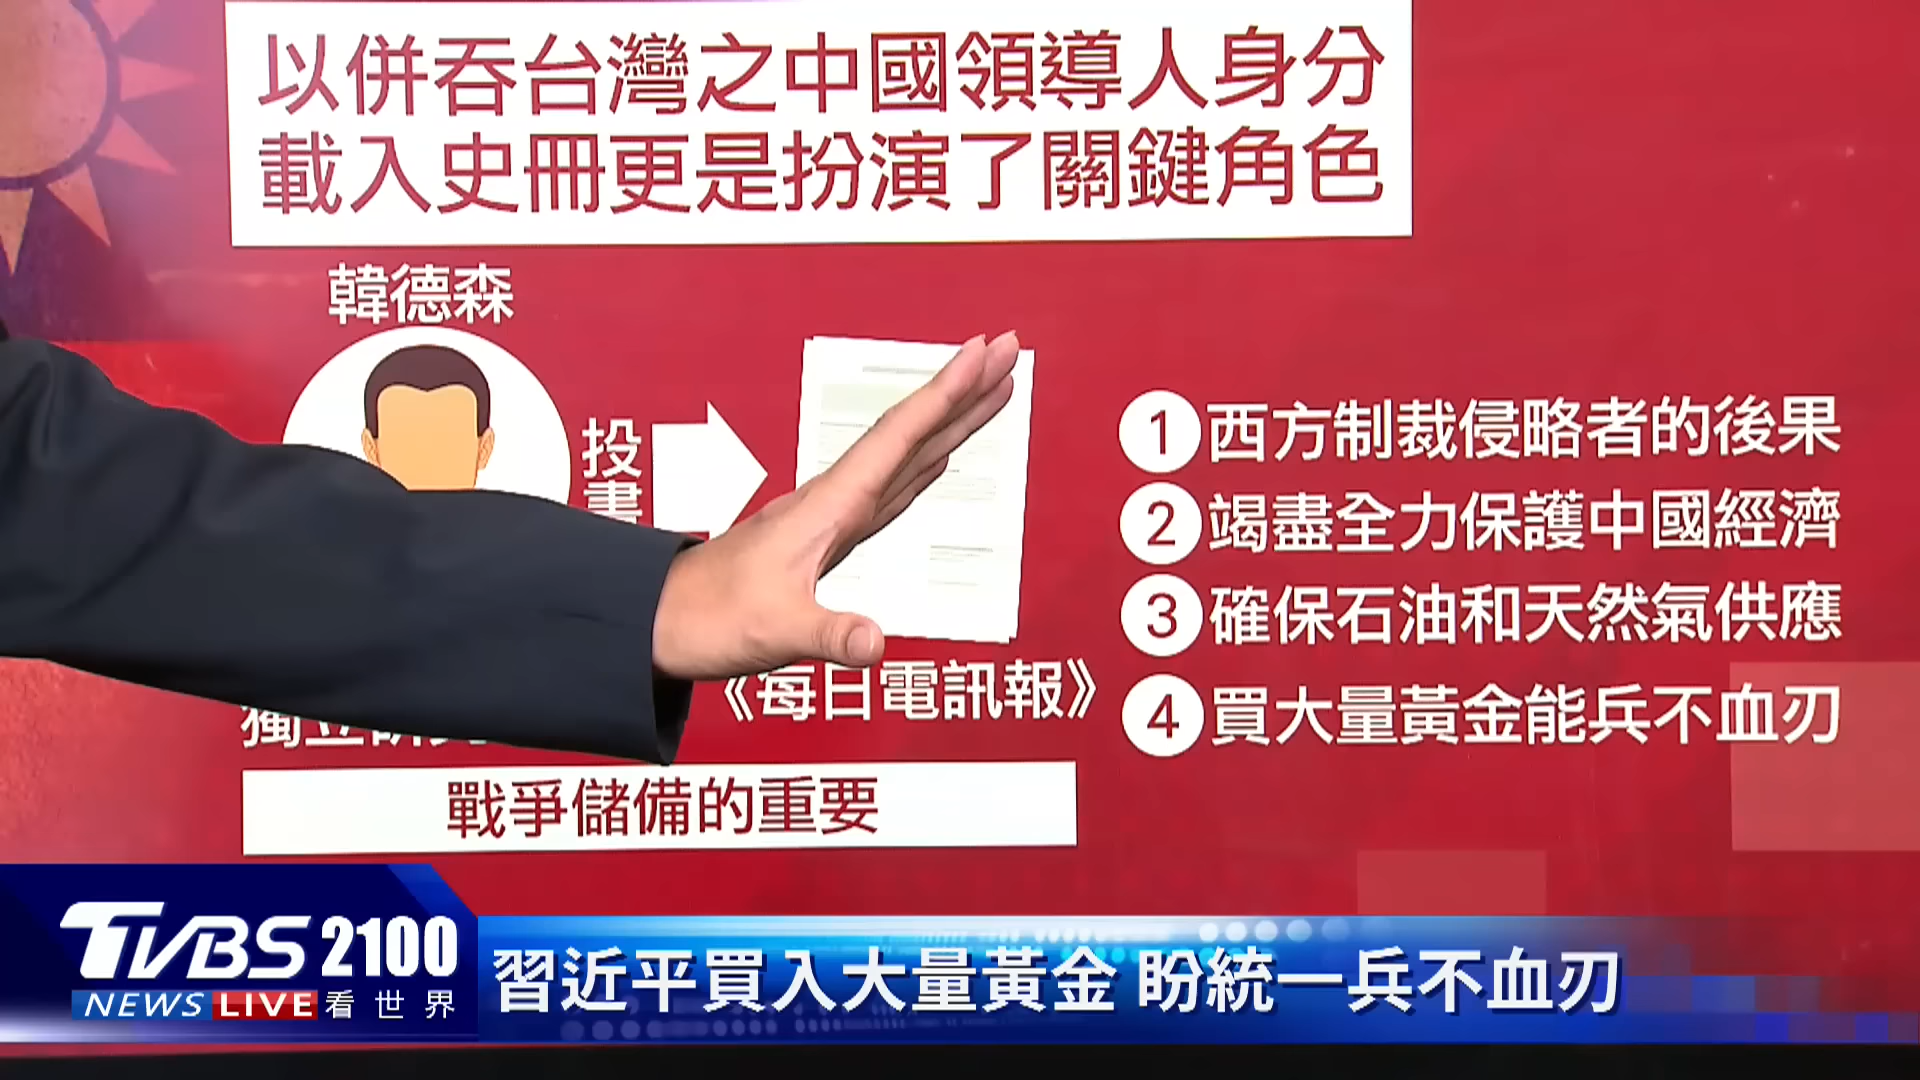 以併吞台灣之中國領導人身分
載入史冊更是扮演了關鍵角色
韓德森
投書
《每日電訊報》
獨立研究
戰爭儲備的重要
1 西方制裁侵略者的後果
2 竭盡全力保護中國經濟
3 確保石油和天然氣供應
4 買大量黃金能兵不血刃
TVBS 2100
NEWS LIVE 看世界
習近平買入大量黃金 盼統一兵不血刃